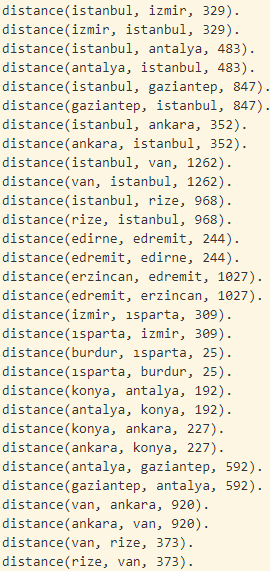 distance(istanbul, izmir, 329).
distance(izmir, istanbul, 329).
distance(istanbul, antalya, 483).
distance(antalya, istanbul, 483).
distance(istanbul, gaziantep, 847).
distance(gaziantep, istanbul, 847).
distance(istanbul, ankara, 352).
distance(ankara, istanbul, 352).
distance(istanbul, van, 1262).
distance(van, istanbul, 1262).
distance(istanbul, rize, 968).
distance(rize, istanbul, 968).
distance(edirne, edremit, 244).
distance(edremit, edirne, 244).
distance(erzincan, edremit, 1027).
distance(edremit, erzincan, 1027).
distance(izmir, ısparta, 309).
distance(ısparta, izmir, 309).
distance(burdur, ısparta, 25).
distance(ısparta, burdur, 25).
distance(konya, antalya, 192).
distance(antalya, konya, 192).
distance(konya, ankara, 227).
distance(ankara, konya, 227).
distance(antalya, gaziantep, 592).
distance(gaziantep, antalya, 592).
distance(van, ankara, 920).
distance(ankara, van, 920).
distance(van, rize, 373).
distance(rize, van, 373).